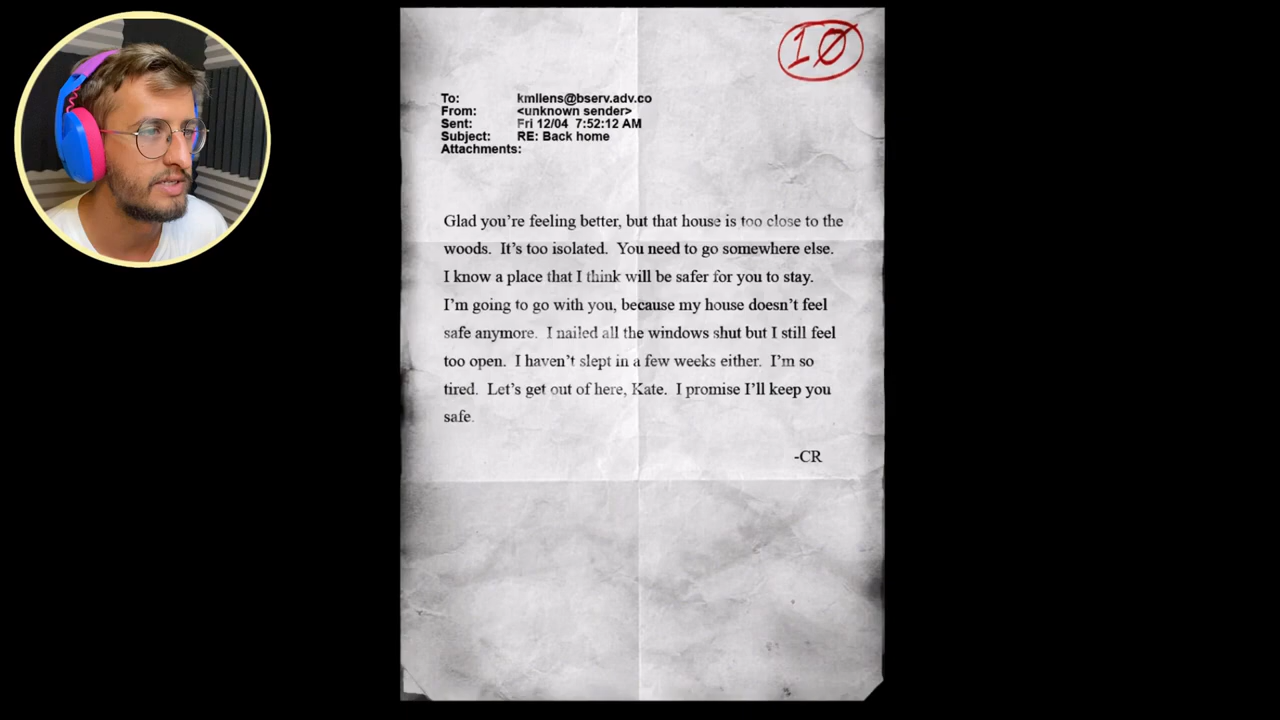 10
To: kmllens@bserv.adv.co
From: <unknown sender>
Sent: Fri 12/04 7:52:12 AM
Subject: RE: Back home
Attachments:
Glad you're feeling better, but that house is too close to the
woods. It's too isolated. You need to go somewhere else.
I know a place that I think will be safer for you to stay.
I'm going to go with you, because my house doesn't feel
safe anymore. I nailed all the windows shut but I still feel
too open. I haven't slept in a few weeks either. I'm so
tired. Let's get out of here, Kate. I promise I'll keep you
safe.
-CR